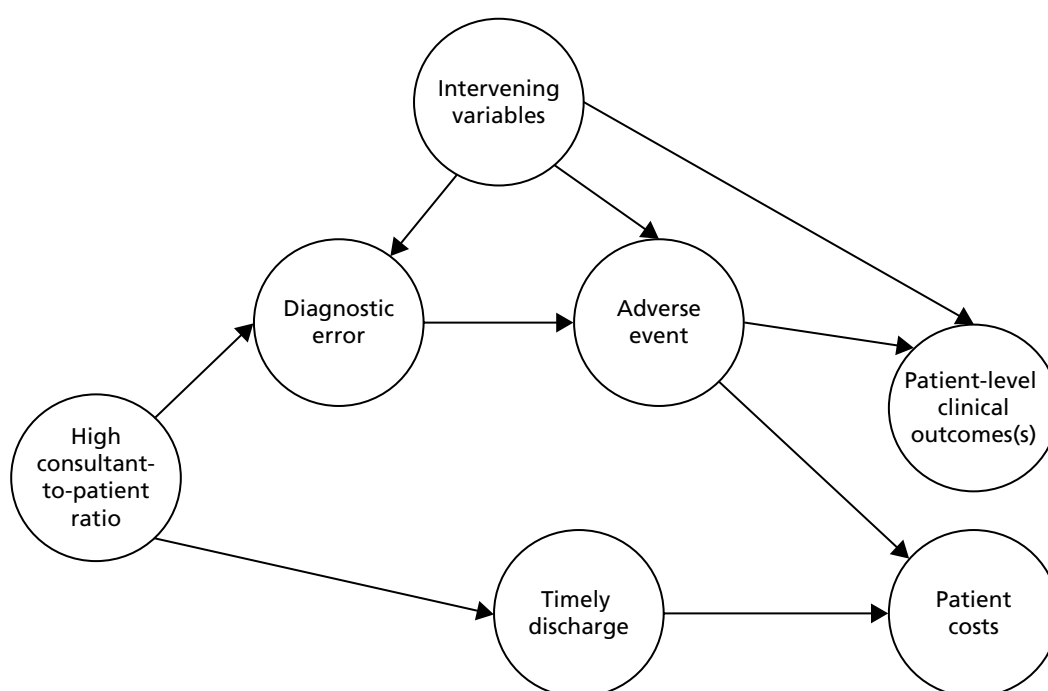 Intervening
variables
Diagnostic
error
Adverse
event
Patient-level
clinical
outcomes(s)
High
consultant-
to-patient
ratio
Timely
discharge
Patient
costs